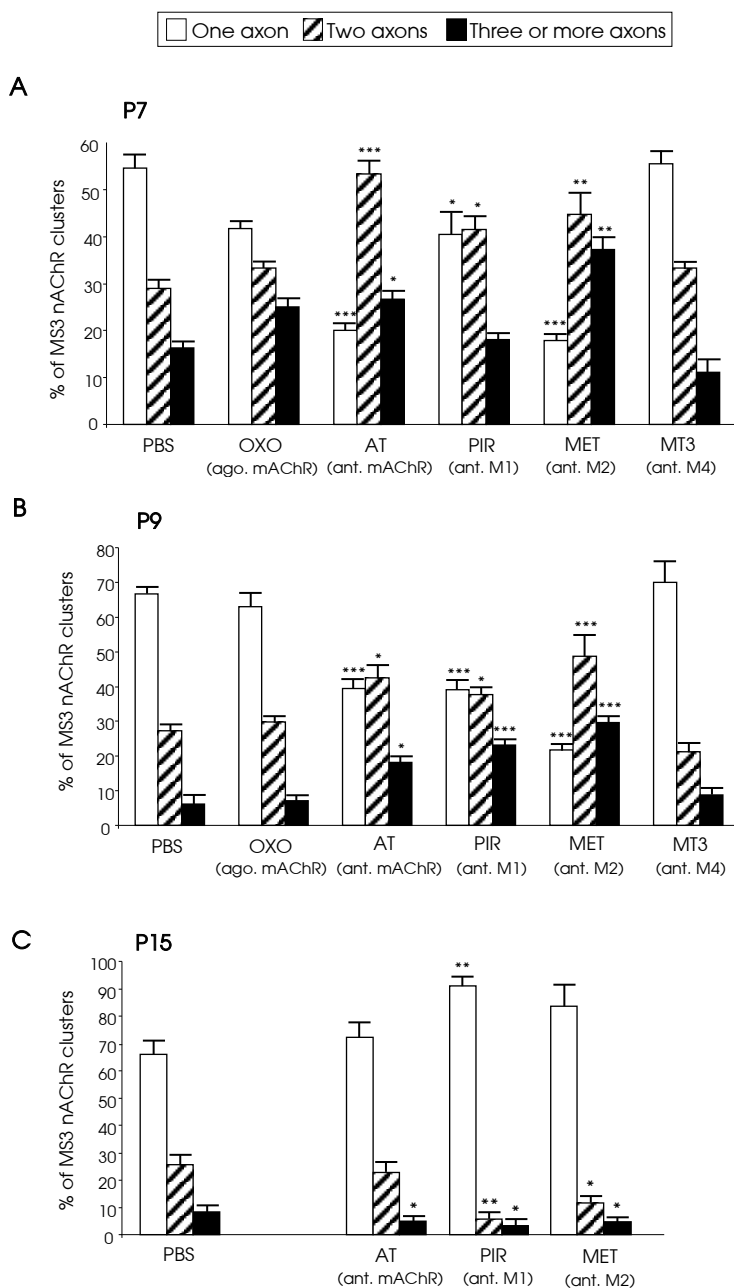 One axon Two axons Three or more axons
A
P7
% of MS3 nAChR clusters
60
50
40
30
20
10
0
*** * * ** ** * *** ***
PBS OXO AT PIR MET MT3
(ago. mAChR) (ant. mAChR) (ant. M1) (ant. M2) (ant. M4)
B
P9
% of MS3 nAChR clusters
80
70
60
50
40
30
20
10
0
*** *** * *** * *** *** * ***
PBS OXO AT PIR MET MT3
(ago. mAChR) (ant. mAChR) (ant. M1) (ant. M2) (ant. M4)
C
P15
% of MS3 nAChR clusters
100
90
80
70
60
50
40
30
20
10
0
** * ** * * *
PBS AT PIR MET
(ant. mAChR) (ant. M1) (ant. M2)